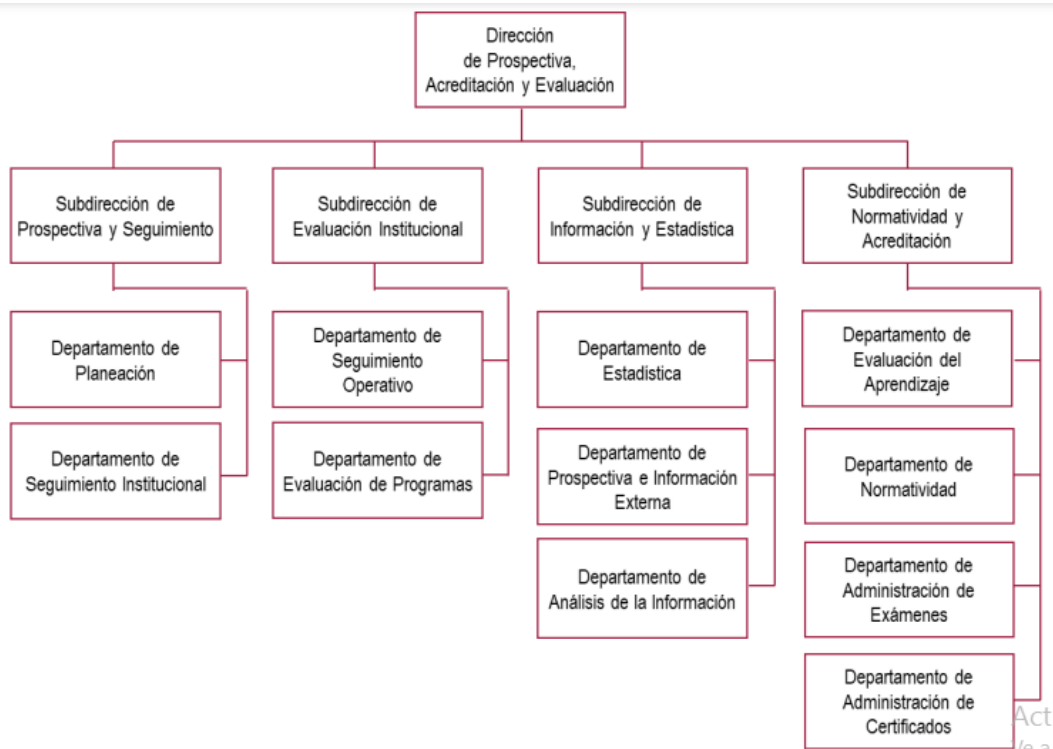 Dirección
de Prospectiva,
Acreditación y Evaluación
Subdirección de
Prospectiva y Seguimiento
Subdirección de
Evaluación Institucional
Subdirección de
Información y Estadística
Subdirección de
Normatividad y
Acreditación
Departamento de
Planeación
Departamento de
Seguimiento
Operativo
Departamento de
Estadística
Departamento de
Evaluación del
Aprendizaje
Departamento de
Seguimiento Institucional
Departamento de
Evaluación de Programas
Departamento de
Prospectiva e Información
Externa
Departamento de
Normatividad
Departamento de
Análisis de la Información
Departamento de
Administración de
Exámenes
Departamento de
Administración de
Certificados
Act